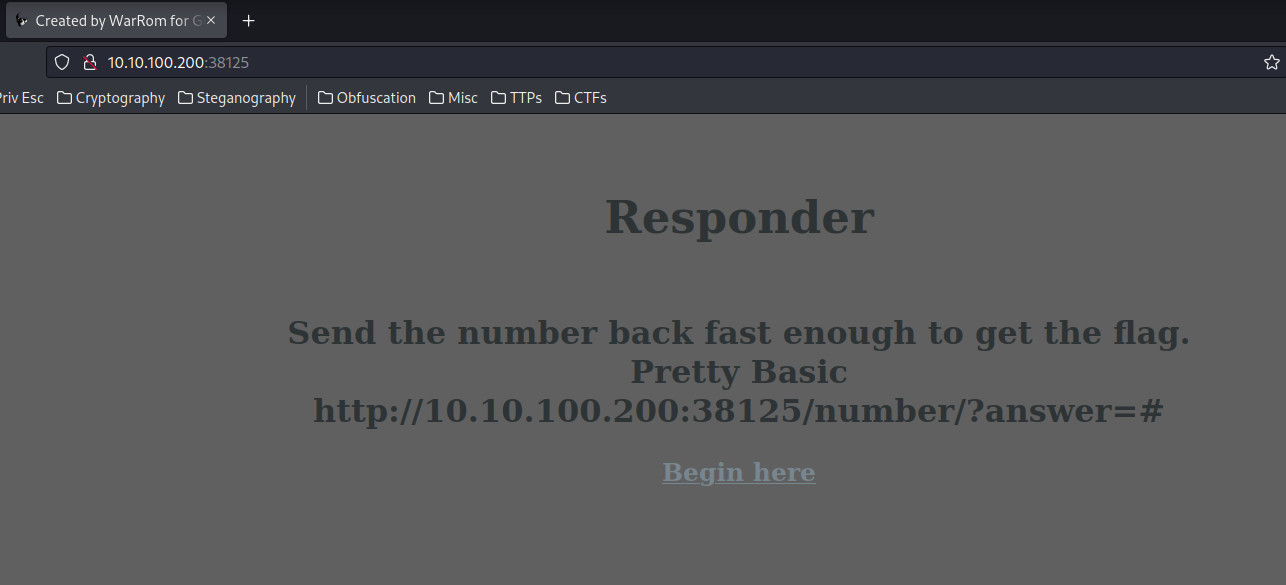 Created by WarRom for G
10.10.100.200:38125
Priv Esc Cryptography Steganography Obfuscation Misc TTPs CTFs
Responder
Send the number back fast enough to get the flag.
Pretty Basic
http://10.10.100.200:38125/number/?answer=#
Begin here